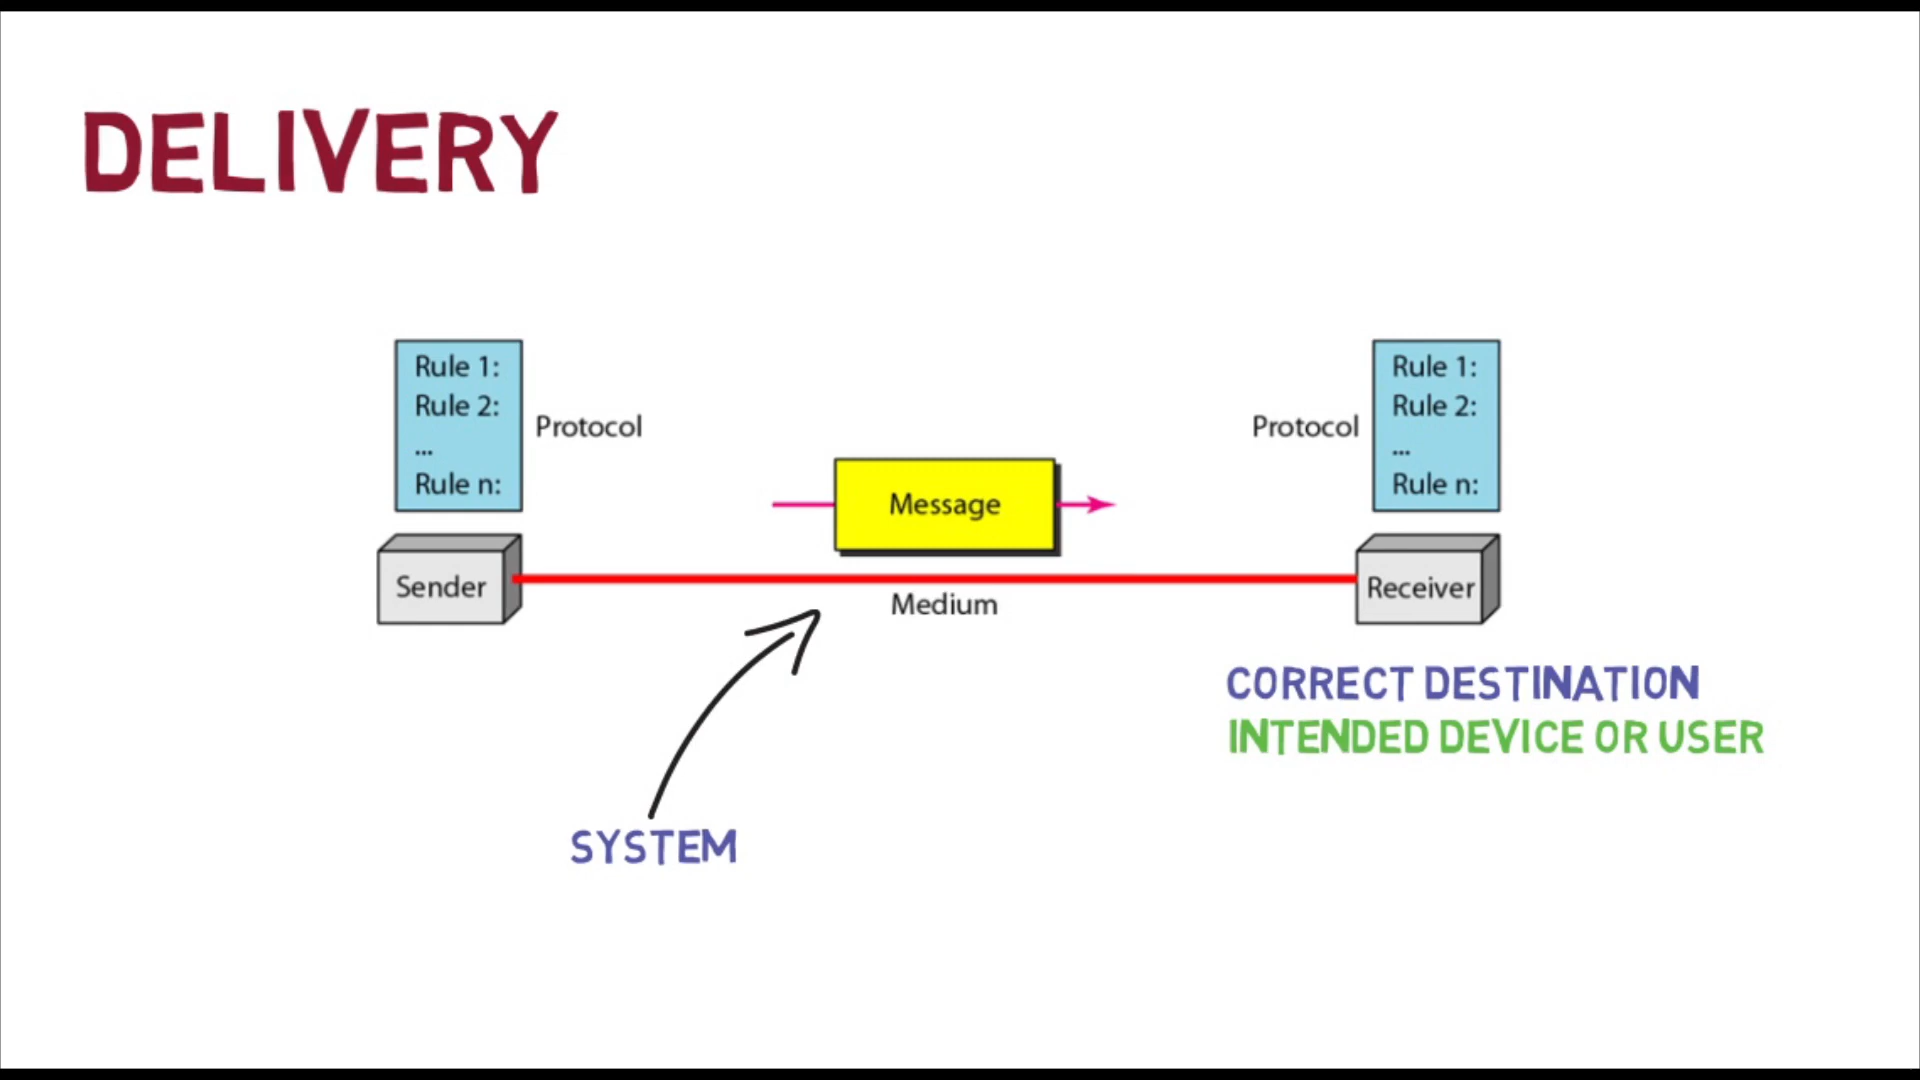 DELIVERY
Rule 1:
Rule 2:
...
Rule n:
Protocol
Sender
Message
Medium
Protocol
Rule 1:
Rule 2:
...
Rule n:
Receiver
CORRECT DESTINATION
INTENDED DEVICE OR USER
SYSTEM